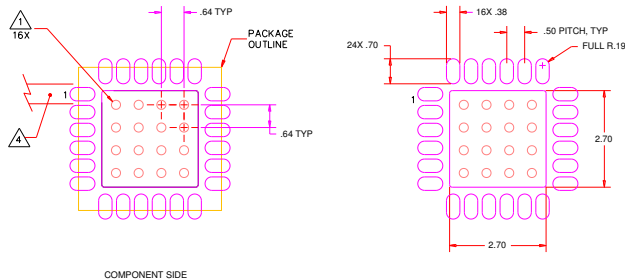 .64 TYP
16X .38
1
16X
PACKAGE
OUTLINE
24X .70
.50 PITCH, TYP
FULL R.19
1
4
.64 TYP
1
2.70
2.70
COMPONENT SIDE